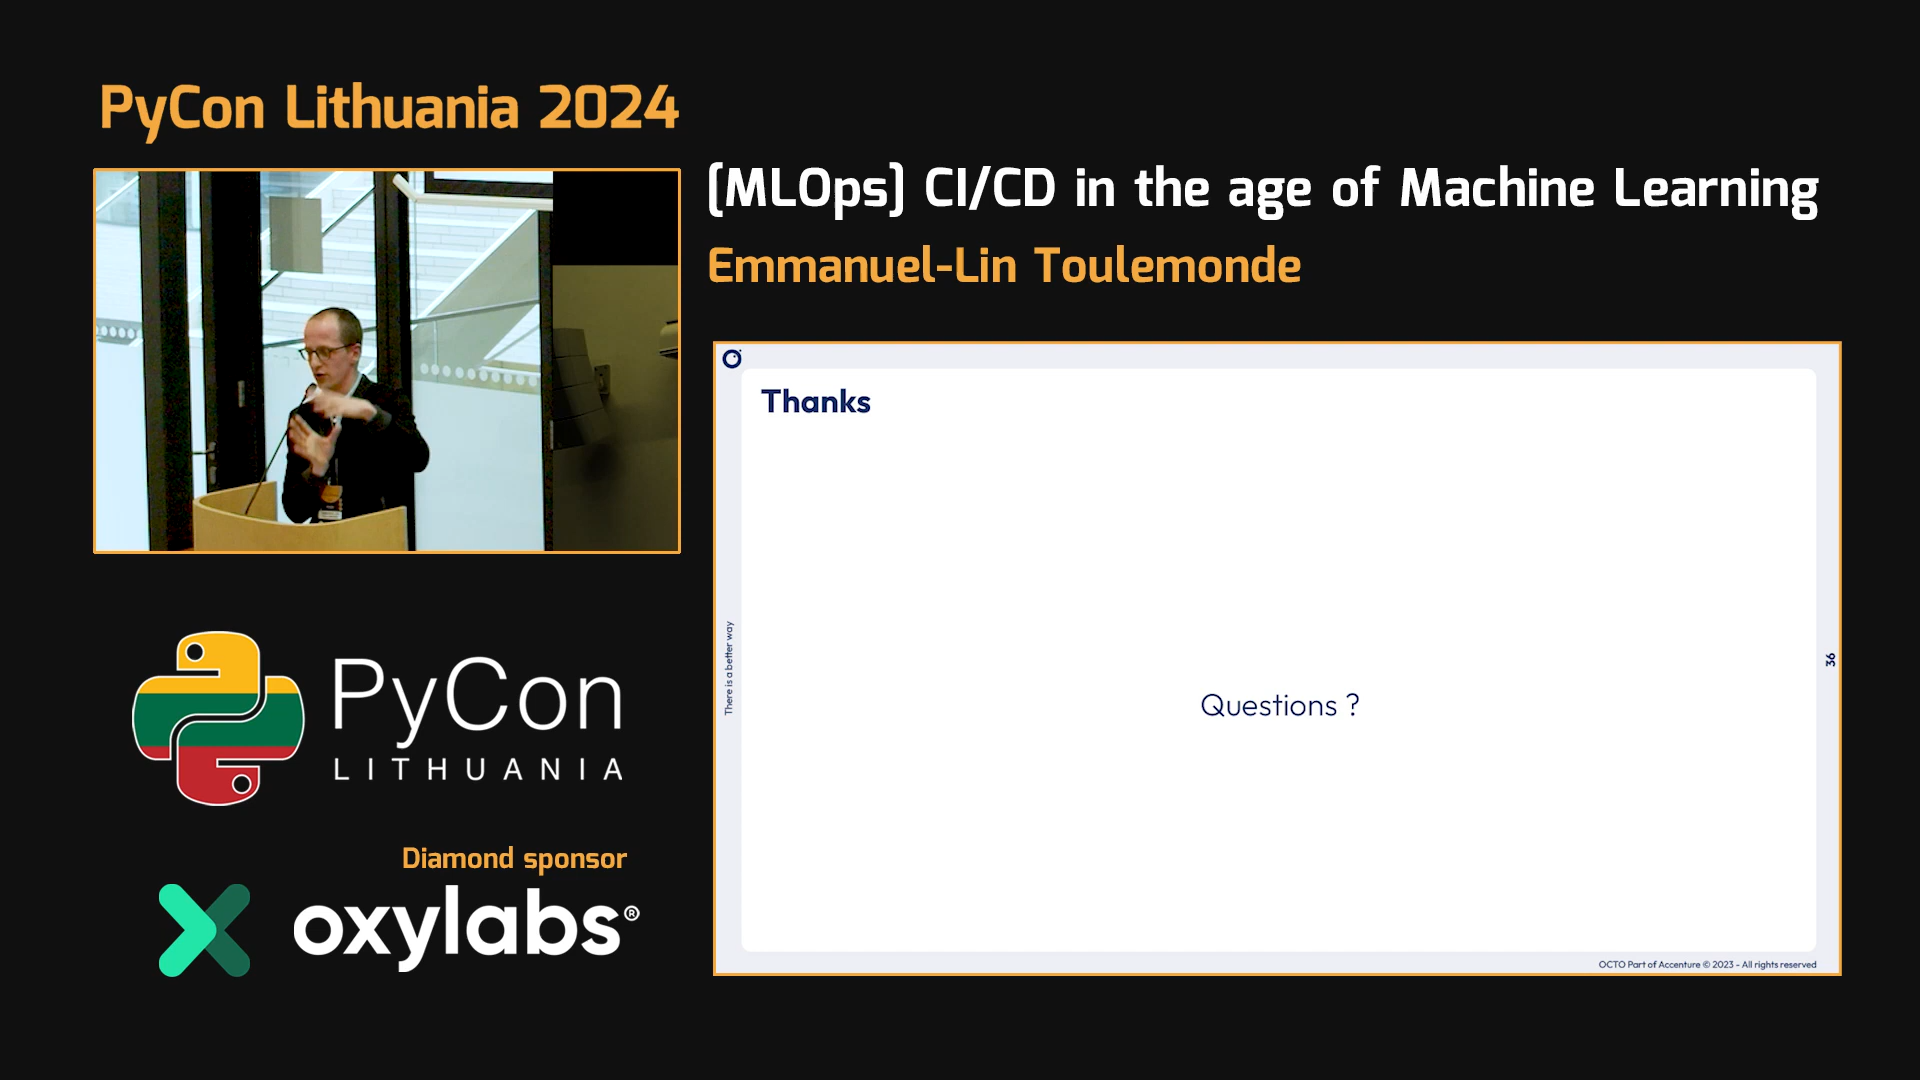 PyCon Lithuania 2024
[MLOps] CI/CD in the age of Machine Learning
Emmanuel-Lin Toulemonde
Thanks
There is a better way
Questions ?
36
OCTO Part of Accenture © 2023 - All rights reserved
PyCon
LITHUANIA
Diamond sponsor
oxylabs®